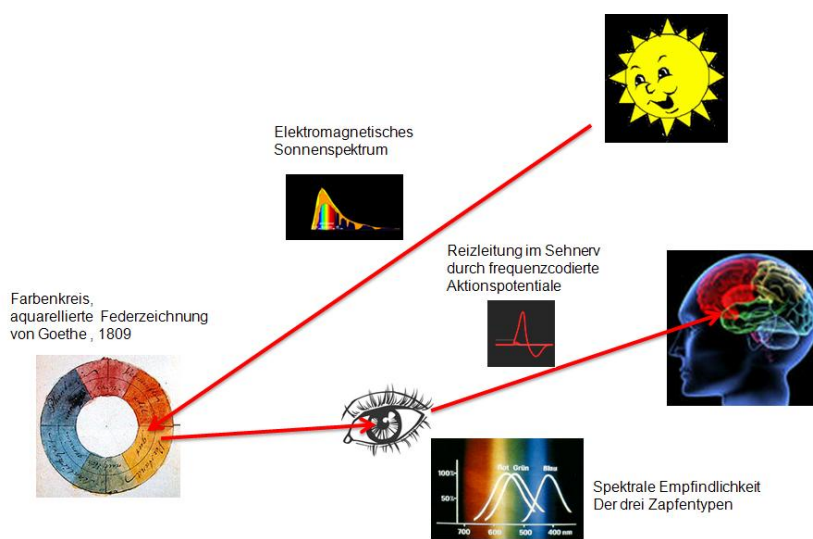 Elektromagnetisches
Sonnenspektrum
Reizleitung im Sehnerv
durch frequenzcodierte
Aktionspotentiale
Farbenkreis,
aquarellierte Federzeichnung
von Goethe , 1809
Rot Grün Blau
100%
50%
700 600 500 400 nm
Spektrale Empfindlichkeit
Der drei Zapfentypen